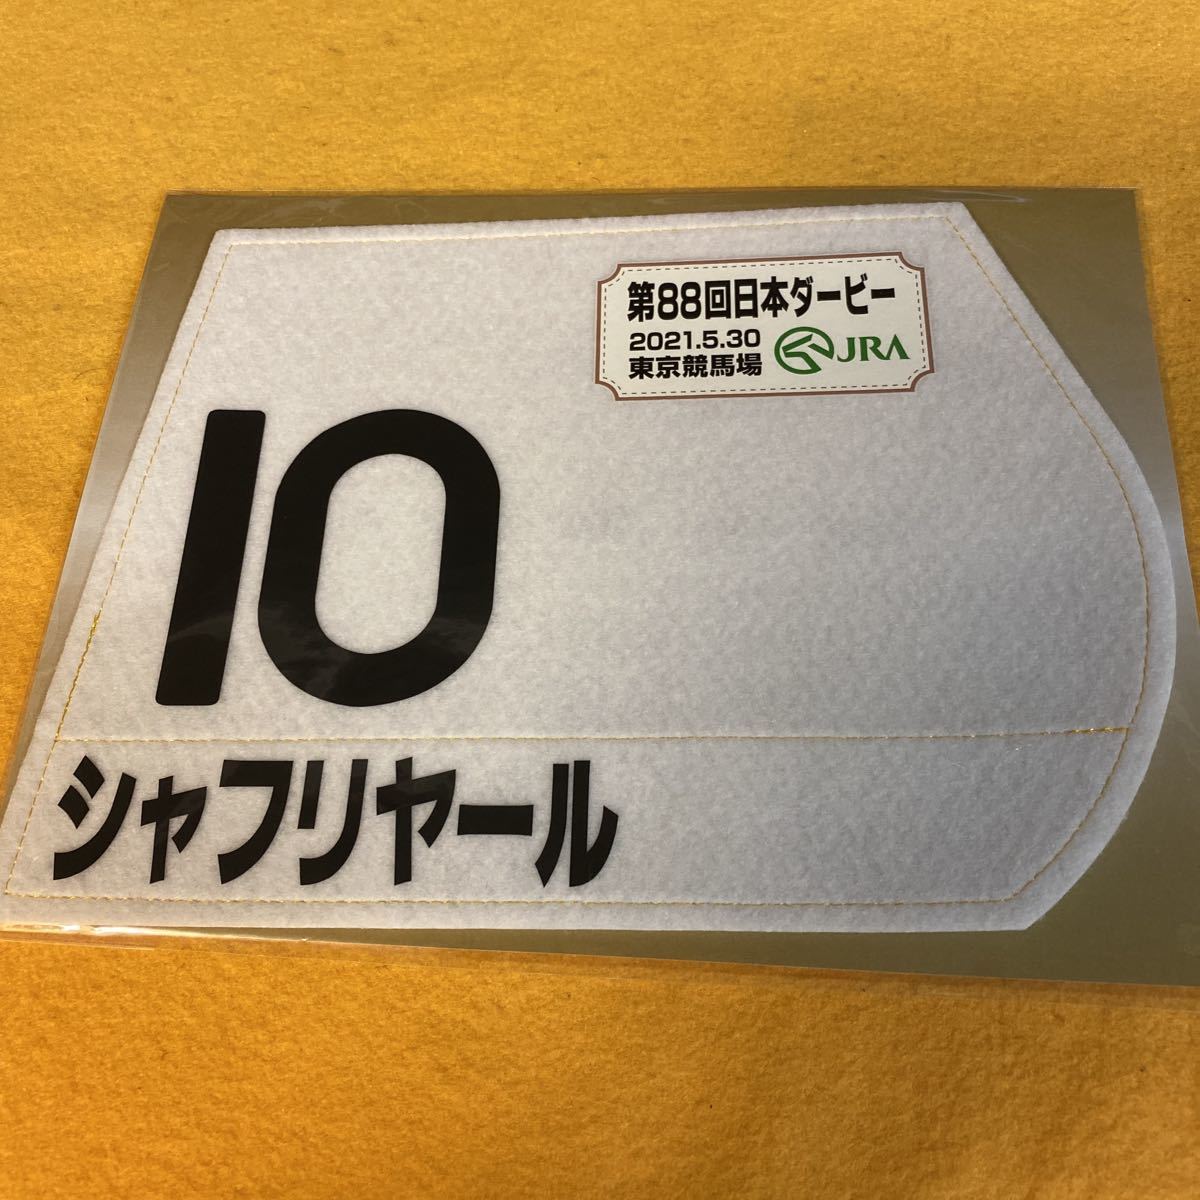 第88回日本ダービー
2021.5.30
東京競馬場
JRA
10
シャフリヤール